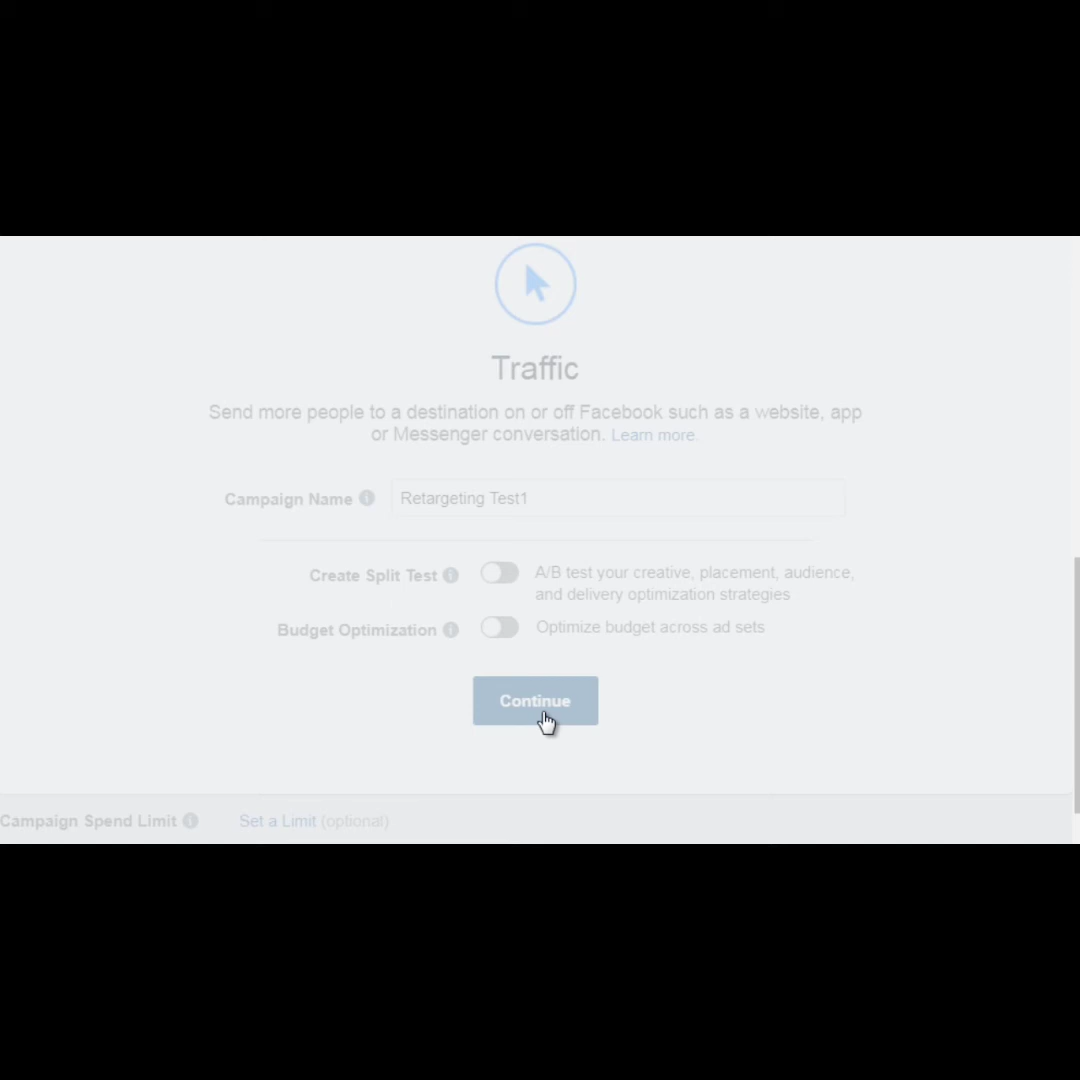 Traffic
Send more people to a destination on or off Facebook such as a website, app
or Messenger conversation. Learn more.
Campaign Name Retargeting Test1
Create Split Test A/B test your creative, placement, audience,
and delivery optimization strategies
Budget Optimization Optimize budget across ad sets
Continue
Campaign Spend Limit Set a Limit (optional)